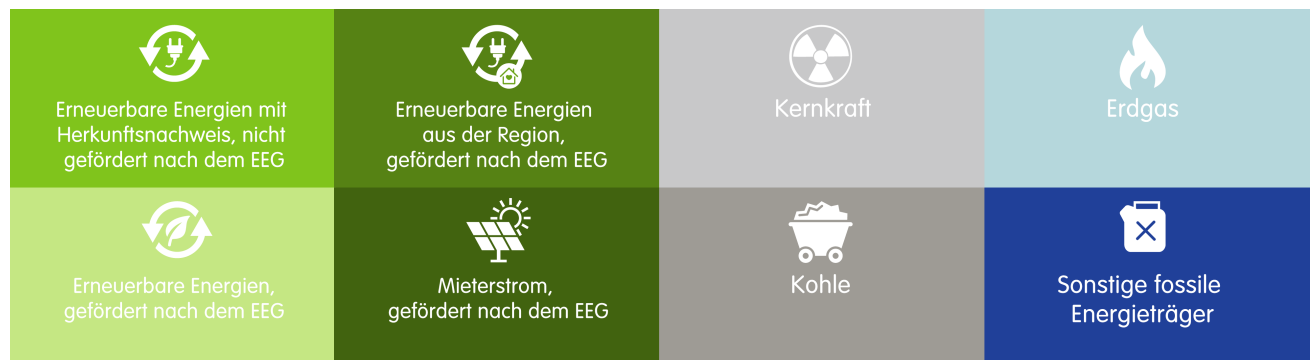 Erneuerbare Energien mit
Herkunftsnachweis, nicht
gefördert nach dem EEG
Erneuerbare Energien
aus der Region,
gefördert nach dem EEG
Kernkraft
Erdgas
Erneuerbare Energien,
gefördert nach dem EEG
Mieterstrom,
gefördert nach dem EEG
Kohle
Sonstige fossile
Energieträger